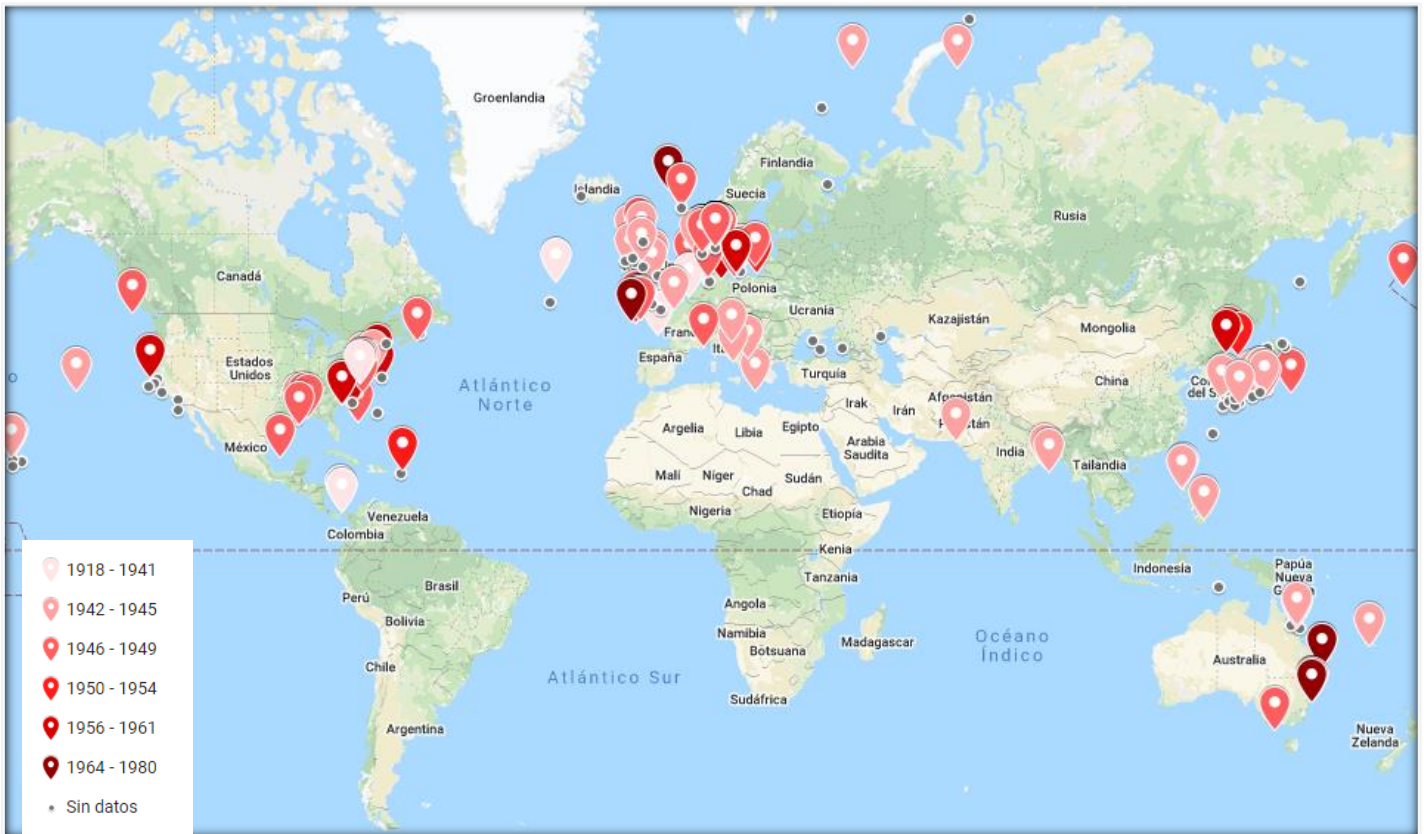 Groenlandia
Finlandia
Islandia
Suecia
Rusia
Canadá
Polonia
Ucrania
Kazajistán
Mongolia
Estados
Unidos
España
Turquía
China
Atlántico
Norte
Irak
Irán
Afganistán
México
Argelia
Libia
Egipto
Arabia
Saudita
India
Tailandia
Malí
Níger
Chad
Sudán
Nigeria
Etiopía
Venezuela
Colombia
Kenia
Indonesia
Papúa
Nueva
Tanzania
Brasil
Perú
Angola
Bolivia
Namibia
Botsuana
Madagascar
Océano
Índico
Australia
Chile
Atlántico Sur
Sudáfrica
Argentina
Nueva
Zelanda
1918 - 1941
1942 - 1945
1946 - 1949
1950 - 1954
1956 - 1961
1964 - 1980
Sin datos